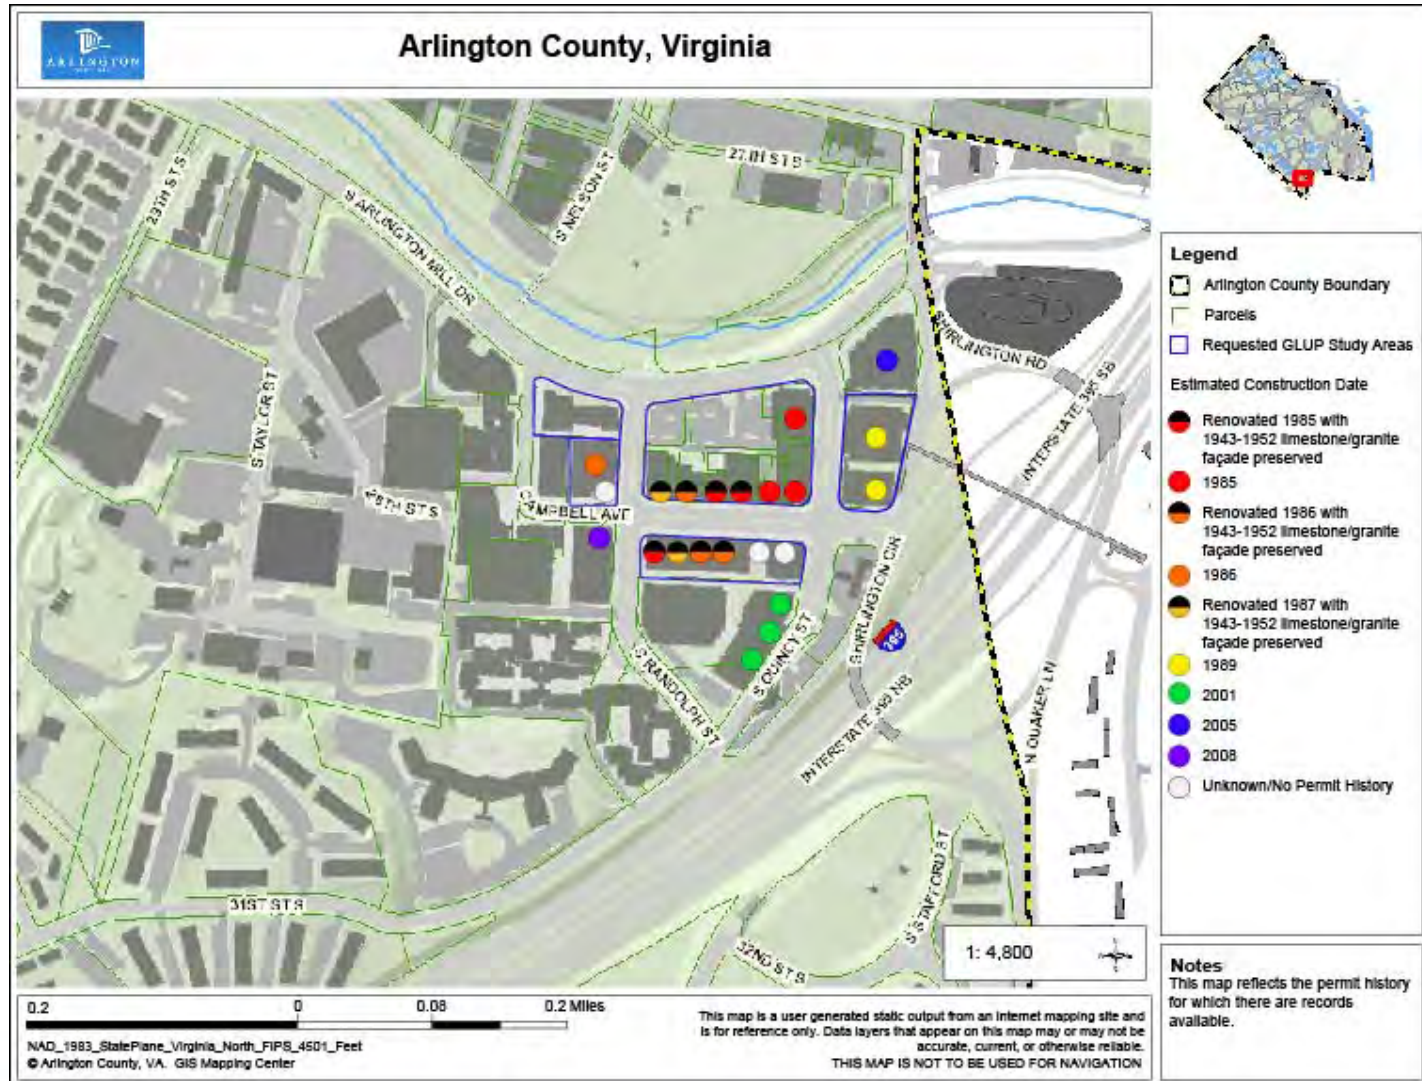 ARLINGTON
Arlington County, Virginia
27TH ST S
S NELSON ST
S ARLINGTON MILL DR
SHIRLINGTON RD
INTERSTATE 395 SB
S TAYLOR ST
CAMPBELL AVE
S RANDOLPH ST
S QUINCY ST
SHIRLINGTON CIR
395
INTERSTATE 395 NB
N QUAKER LN
31ST ST S
S STAFFORD ST
32ND ST S
1: 4,800
Legend
Arlington County Boundary
Parcels
Requested GLUP Study Areas
Estimated Construction Date
Renovated 1985 with
1943-1952 limestone/granite
façade preserved
1985
Renovated 1986 with
1943-1952 limestone/granite
façade preserved
1986
Renovated 1987 with
1943-1952 limestone/granite
façade preserved
1989
2001
2005
2008
Unknown/No Permit History
Notes
This map reflects the permit history
for which there are records
available.
0.2 0 0.08 0.2 Miles
NAD_1983_StatePlane_Virginia_North_FIPS_4501_Feet
© Arlington County, VA. GIS Mapping Center
This map is a user generated static output from an Internet mapping site and
is for reference only. Data layers that appear on this map may or may not be
accurate, current, or otherwise reliable.
THIS MAP IS NOT TO BE USED FOR NAVIGATION